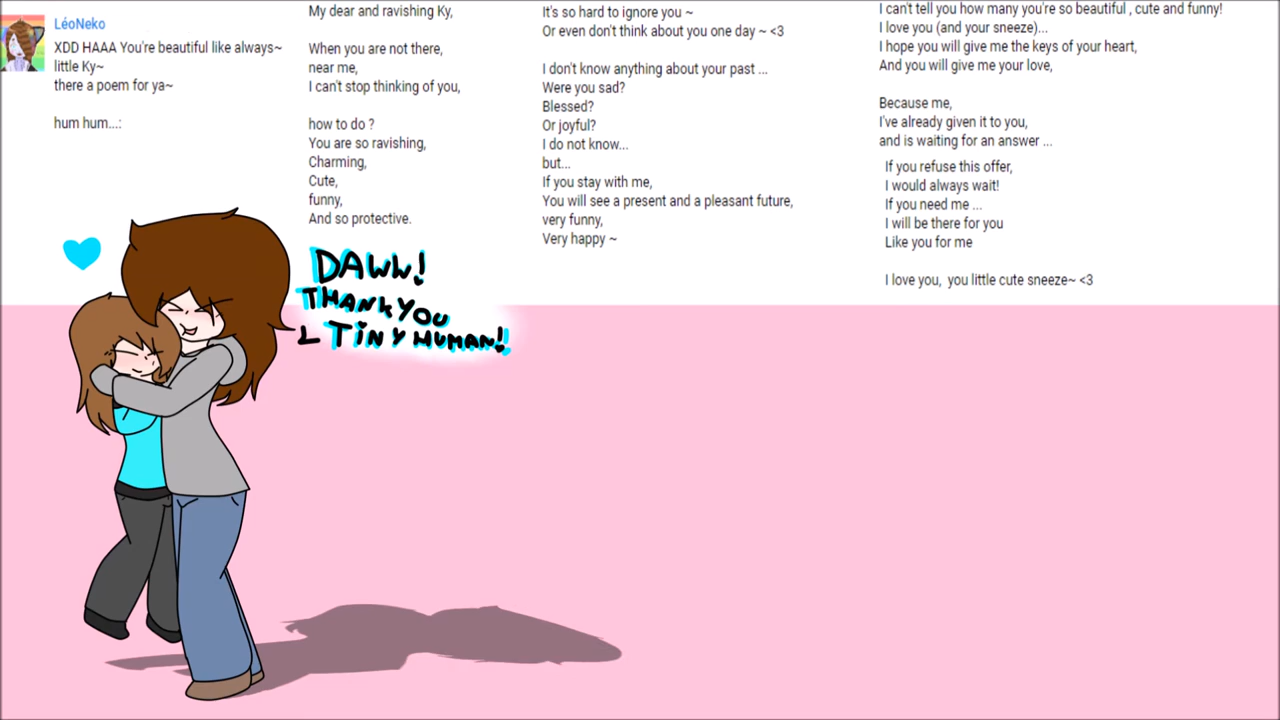 LéoNeko
XDD HAAA You're beautiful like always~
little Ky~
there a poem for ya~
hum hum...:
My dear and ravishing Ky,
When you are not there,
near me,
I can't stop thinking of you,
how to do ?
You are so ravishing,
Charming,
Cute,
funny,
And so protective.
It's so hard to ignore you ~
Or even don't think about you one day ~ <3
I don't know anything about your past ...
Were you sad?
Blessed?
Or joyful?
I do not know...
but...
If you stay with me,
You will see a present and a pleasant future,
very funny,
Very happy ~
I can't tell you how many you're so beautiful , cute and funny!
I love you (and your sneeze)...
I hope you will give me the keys of your heart,
And you will give me your love,
Because me,
I've already given it to you,
and is waiting for an answer ...
If you refuse this offer,
I would always wait!
If you need me ...
I will be there for you
Like you for me
I love you,  you little cute sneeze~ <3
DAWW!
THANK YOU
TINY HUMAN!!